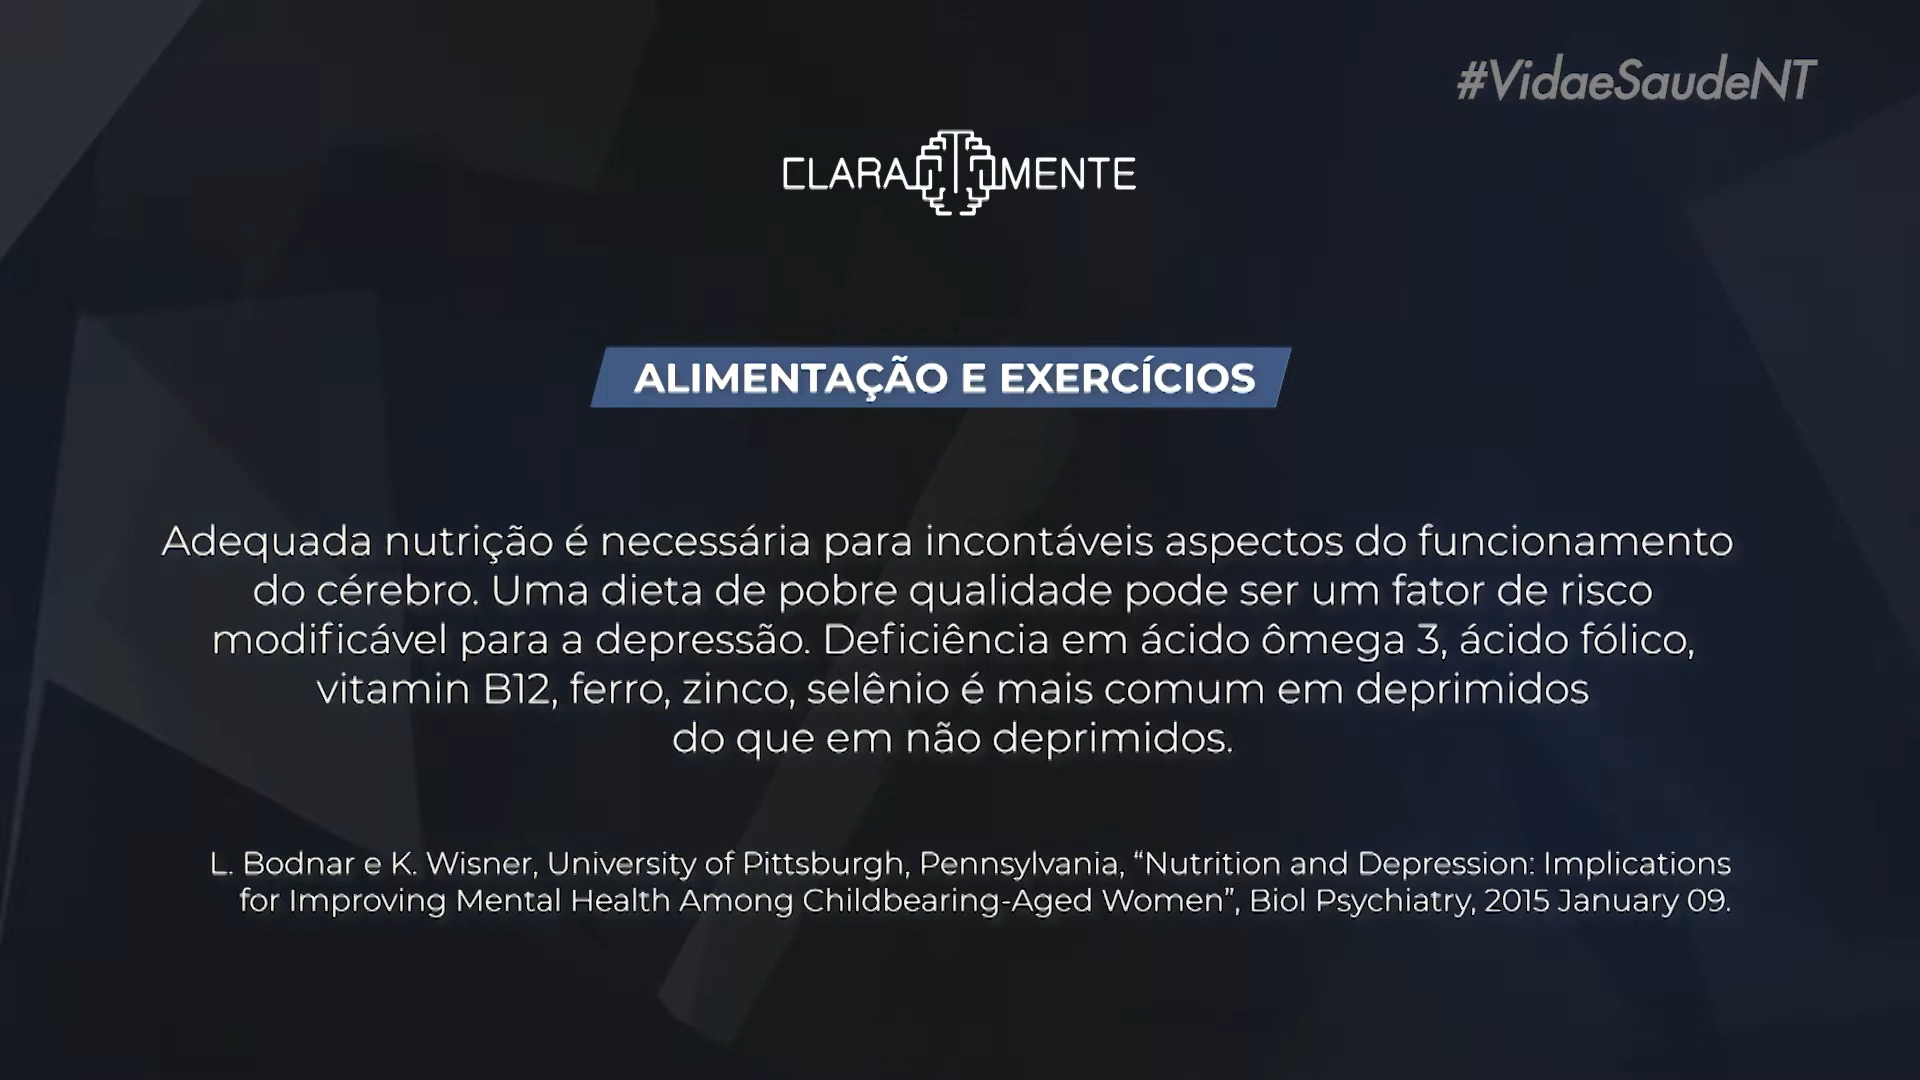 #VidaeSaudeNT
CLARAMENTE
ALIMENTAÇÃO E EXERCÍCIOS
Adequada nutrição é necessária para incontáveis aspectos do funcionamento
do cérebro. Uma dieta de pobre qualidade pode ser um fator de risco
modificável para a depressão. Deficiência em ácido ômega 3, ácido fólico,
vitamin B12, ferro, zinco, selênio é mais comum em deprimidos
do que em não deprimidos.
L. Bodnar e K. Wisner, University of Pittsburgh, Pennsylvania, “Nutrition and Depression: Implications
for Improving Mental Health Among Childbearing-Aged Women”, Biol Psychiatry, 2015 January 09.